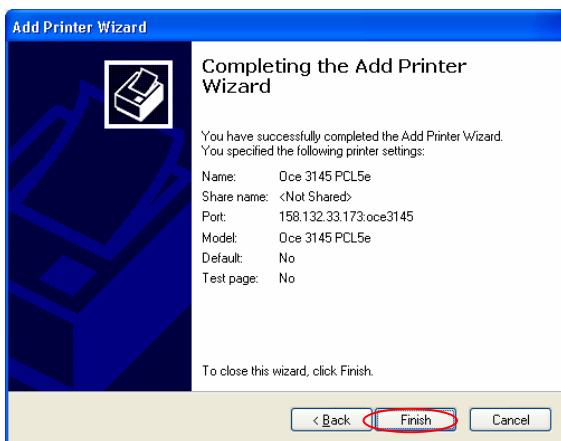 Add Printer Wizard
Completing the Add Printer
Wizard
You have successfully completed the Add Printer Wizard.
You specified the following printer settings:
Name: Oce 3145 PCL5e
Share name: <Not Shared>
Port: 158.132.33.173:oce3145
Model: Oce 3145 PCL5e
Default: No
Test page: No
To close this wizard, click Finish.
< Back Finish Cancel